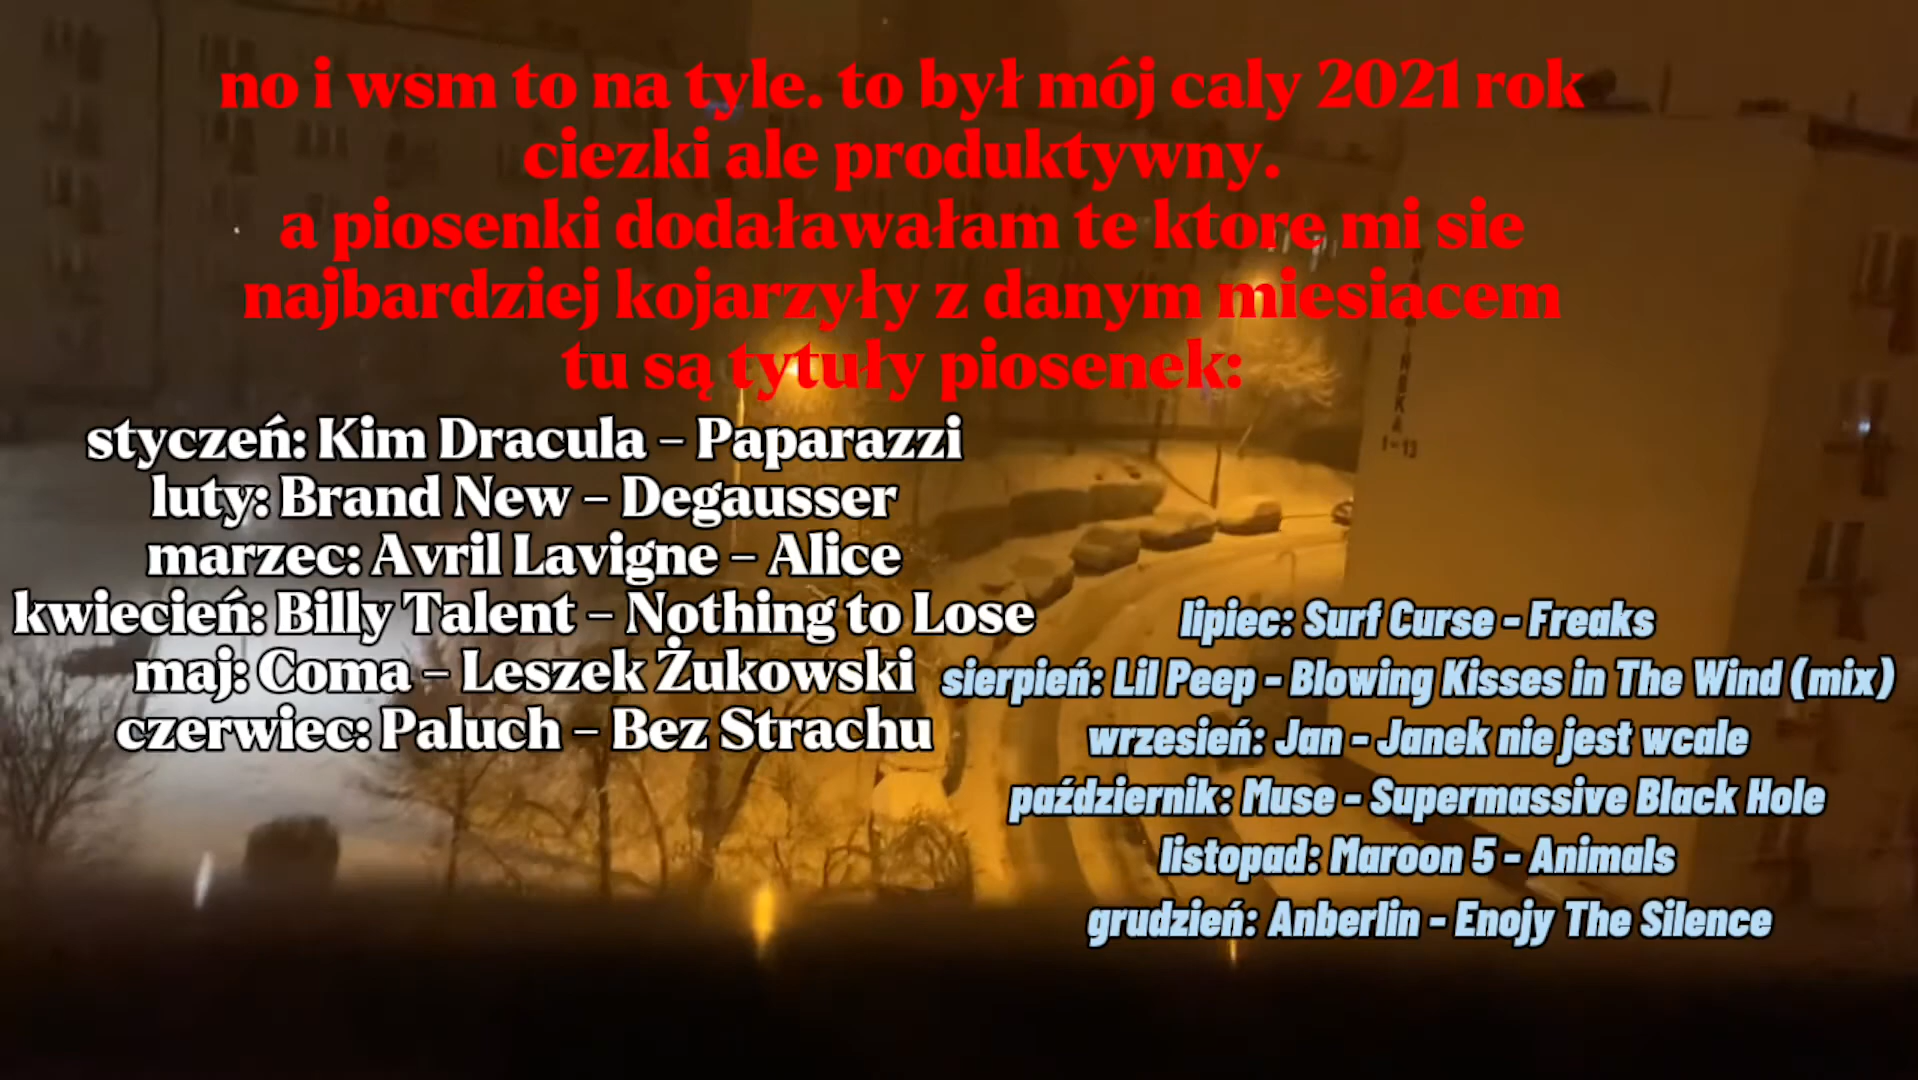 no i wsm to na tyle. to był mój caly 2021 rok
ciezki ale produktywny.
a piosenki dodaławałam te ktore mi sie
najbardziej kojarzyły z danym miesiacem
tu są tytuły piosenek:
styczeń: Kim Dracula – Paparazzi
luty: Brand New – Degausser
marzec: Avril Lavigne – Alice
kwiecień: Billy Talent – Nothing to Lose
maj: Coma – Leszek Żukowski
czerwiec: Paluch – Bez Strachu
lipiec: Surf Curse - Freaks
sierpień: Lil Peep - Blowing Kisses in The Wind (mix)
wrzesień: Jan - Janek nie jest wcale
październik: Muse - Supermassive Black Hole
listopad: Maroon 5 - Animals
grudzień: Anberlin - Enojy The Silence
1-13